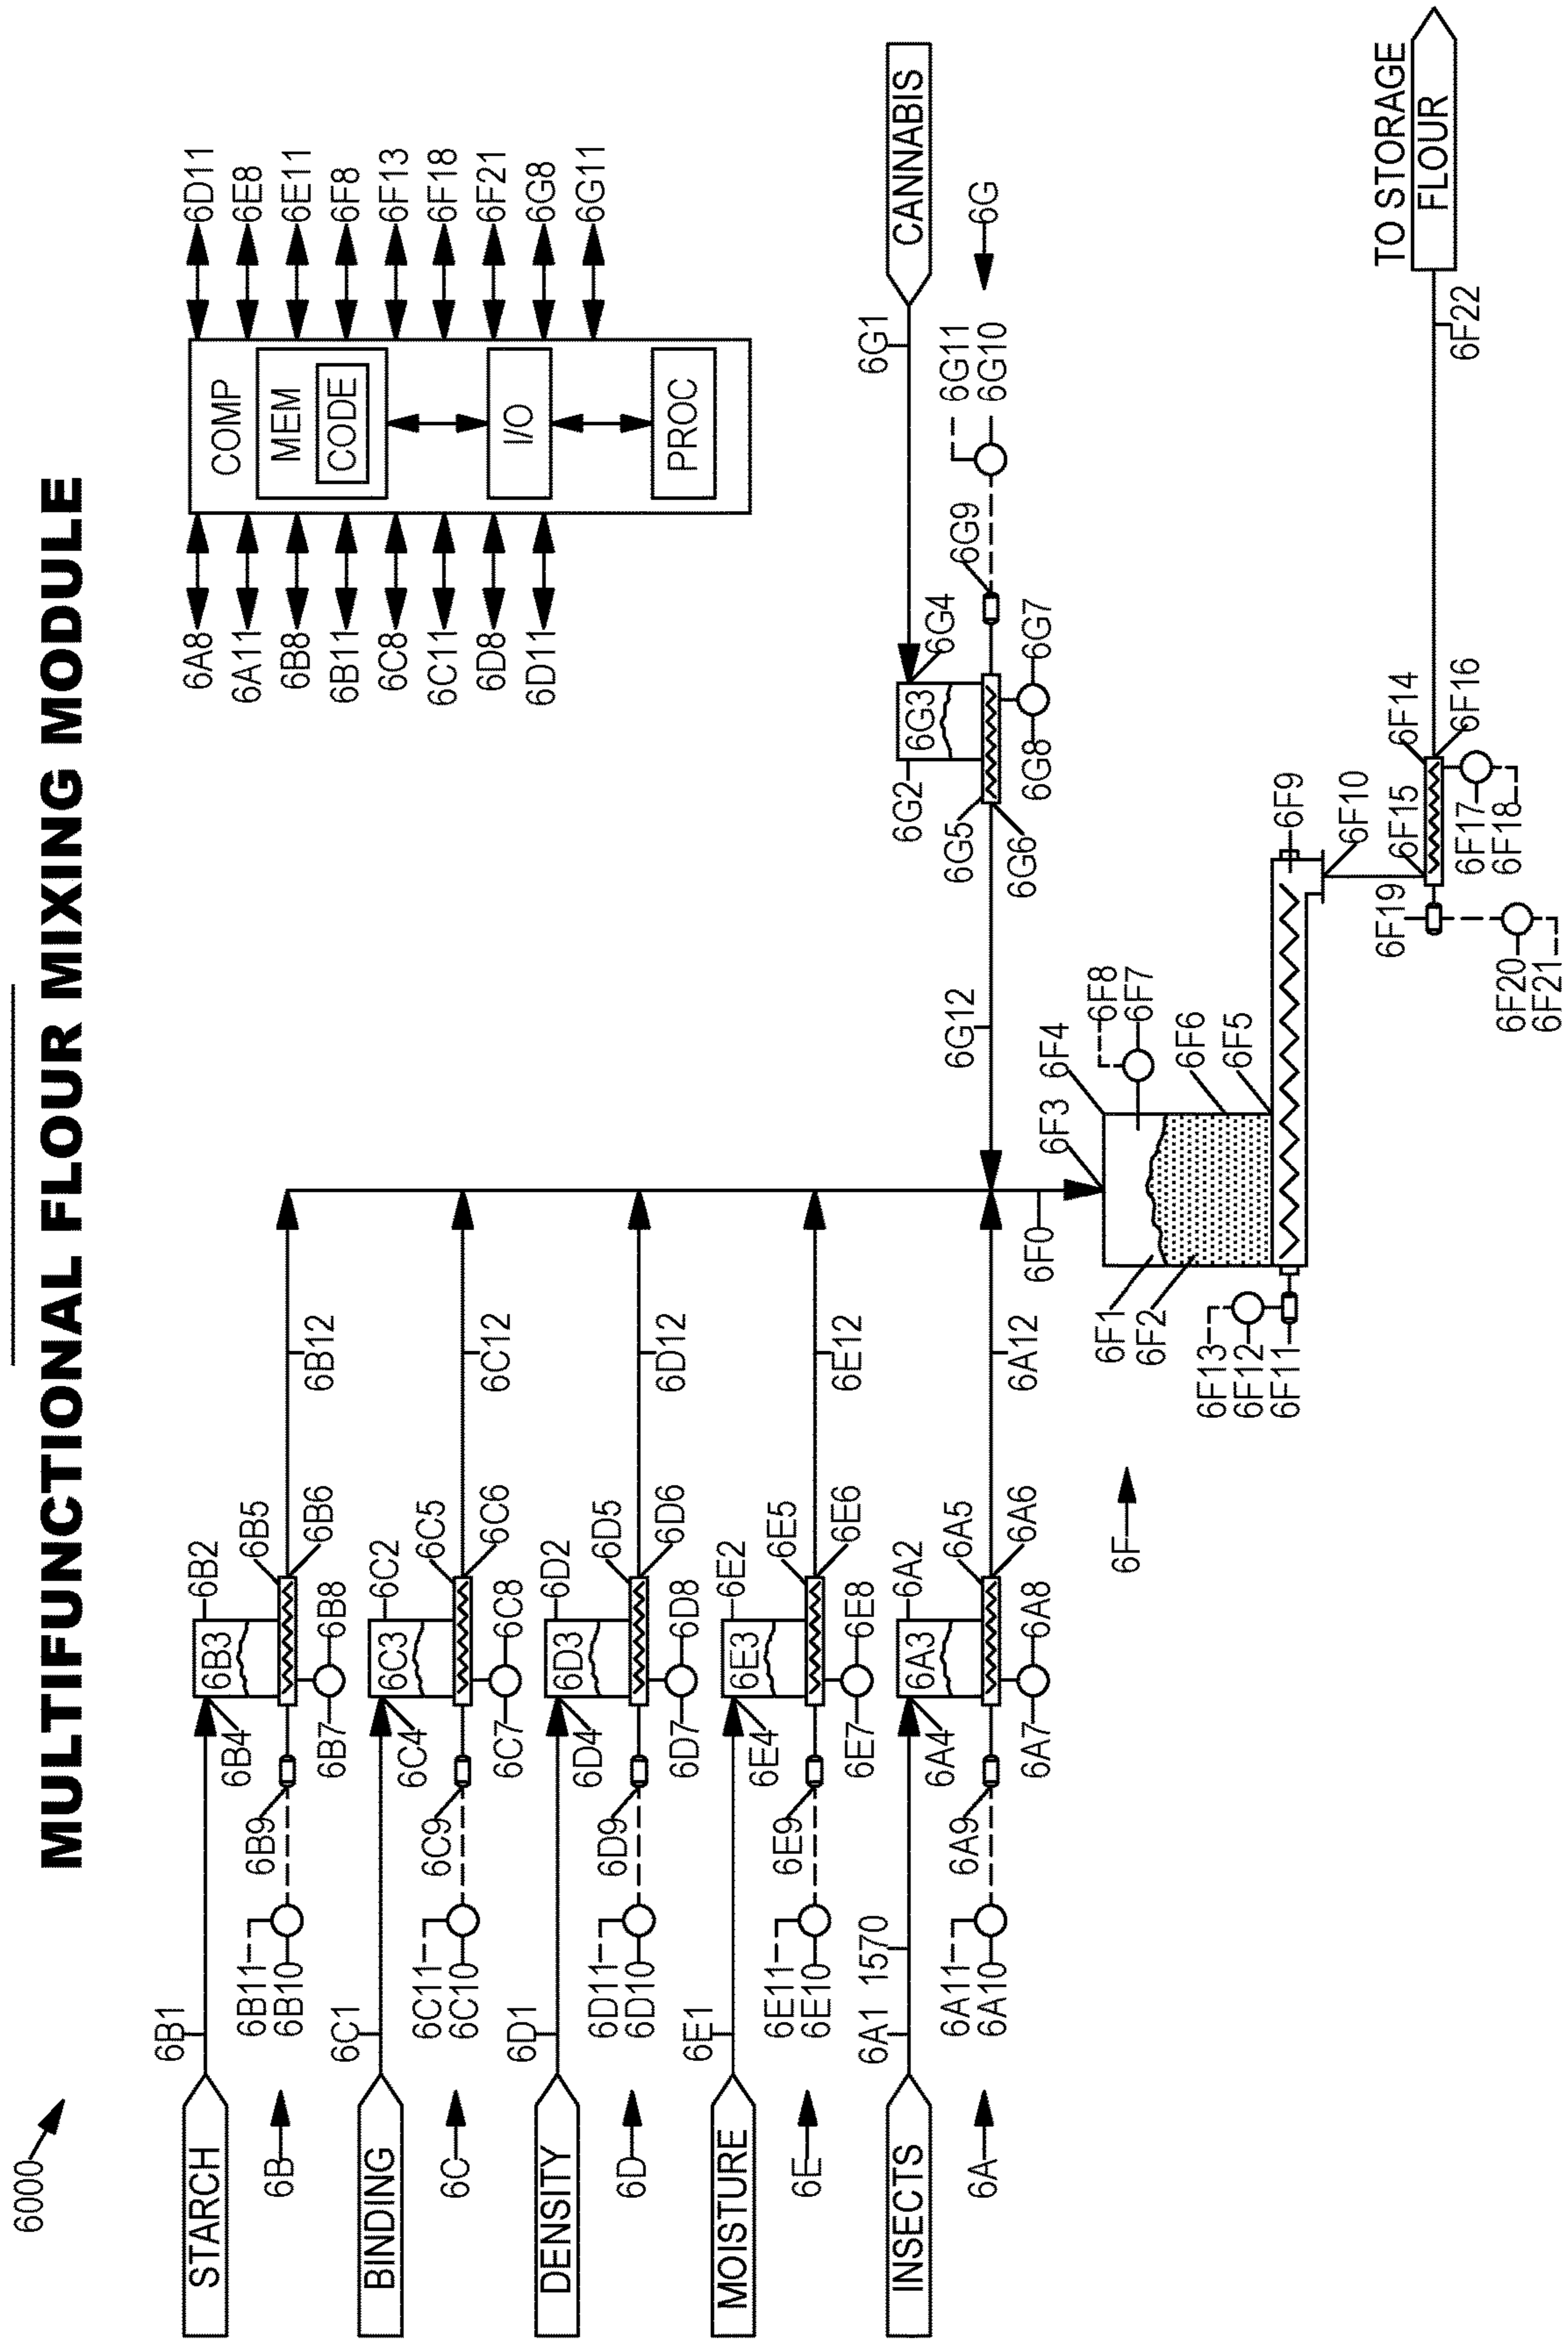 6000
MULTIFUNCTIONAL FLOUR MIXING MODULE
STARCH
6B1
6B
6B11
6B10
6B9
6B4
6B3
6B2
6B7
6B8
6B5
6B6
6B12
BINDING
6C1
6C
6C11
6C10
6C9
6C4
6C3
6C2
6C7
6C8
6C5
6C6
6C12
DENSITY
6D1
6D
6D11
6D10
6D9
6D4
6D3
6D2
6D7
6D8
6D5
6D6
6D12
MOISTURE
6E1
6E
6E11
6E10
6E9
6E4
6E3
6E2
6E7
6E8
6E5
6E6
6E12
INSECTS
6A1
1570
6A
6A11
6A10
6A9
6A4
6A3
6A2
6A7
6A8
6A5
6A6
6A12
6A8
6A11
6B8
6B11
6C8
6C11
6D8
6D11
COMP
MEM
CODE
I/O
PROC
6D11
6E8
6E11
6F8
6F13
6F18
6F21
6G8
6G11
CANNABIS
6G1
6G
6G11
6G10
6G9
6G4
6G3
6G2
6G7
6G8
6G5
6G6
6G12
6F
6F0
6F3
6F4
6F1
6F2
6F8
6F7
6F6
6F5
6F13
6F12
6F11
6F9
6F10
6F19
6F15
6F14
6F16
6F17
6F18
6F20
6F21
6F22
TO STORAGE
FLOUR